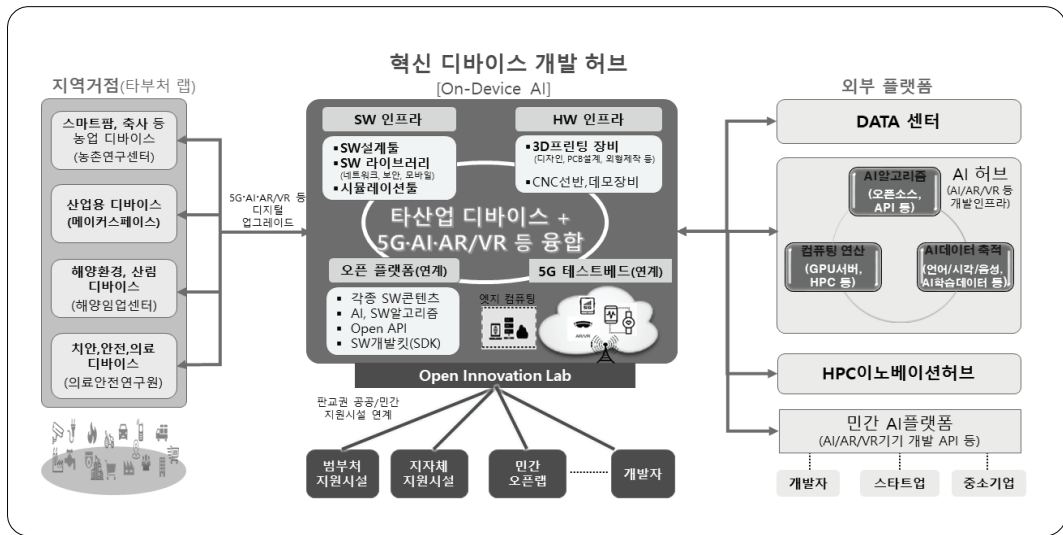 혁신 디바이스 개발 허브
[On-Device AI]
지역거점(타부처 랩)
스마트팜, 축사 등
농업 디바이스
(농촌연구센터)
산업용 디바이스
(메이커스페이스)
해양환경, 산림
디바이스
(해양임업센터)
치안,안전,의료
디바이스
(의료안전연구원)
5G·AI·AR/VR 등
디지털
업그레이드
SW 인프라
▪SW설계툴
▪SW 라이브러리
(네트워크, 보안, 모바일)
▪시뮬레이션툴
HW 인프라
▪3D프린팅 장비
(디자인, PCB설계, 외형제작 등)
▪CNC선반,데모장비
타산업 디바이스 +
5G·AI·AR/VR 등 융합
오픈 플랫폼(연계)
▪ 각종 SW콘텐츠
▪ AI, SW알고리즘
▪ Open API
▪ SW개발킷(SDK)
5G 테스트베드(연계)
엣지 컴퓨팅
AR/VR
Open Innovation Lab
판교권 공공/민간
지원시설 연계
범부처
지원시설
지자체
지원시설
민간
오픈랩
개발자
외부 플랫폼
DATA 센터
AI 허브
(AI/AR/VR 등
개발인프라)
AI알고리즘
(오픈소스,
API 등)
컴퓨팅 연산
(GPU서버,
HPC 등)
AI데이터 축적
(언어/시각/음성,
AI학습데이터 등)
HPC이노베이션허브
민간 AI플랫폼
(AI/AR/VR기기 개발 API 등)
개발자
스타트업
중소기업